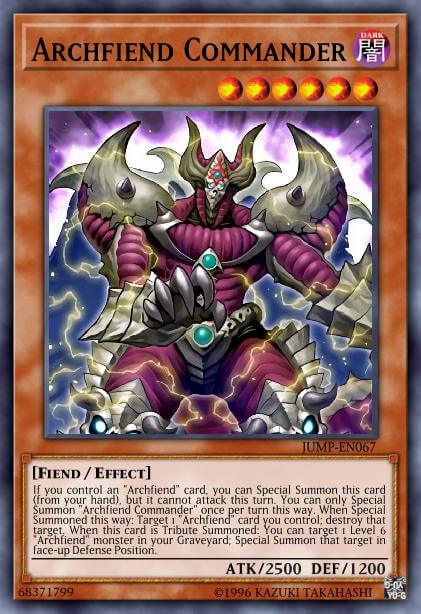 ARCHFIEND COMMANDER
DARK
闇
JUMP-EN067
[FIEND / EFFECT]
If you control an "Archfiend" card, you can Special Summon this card
(from your hand), but it cannot attack this turn. You can only Special
Summon "Archfiend Commander" once per turn this way. When Special
Summoned this way: Target 1 "Archfiend" card you control; destroy that
target. When this card is Tribute Summoned: You can target 1 Level 6
"Archfiend" monster in your Graveyard; Special Summon that target in
face-up Defense Position.
ATK/2500 DEF/1200
68371799
©1996 KAZUKI TAKAHASHI